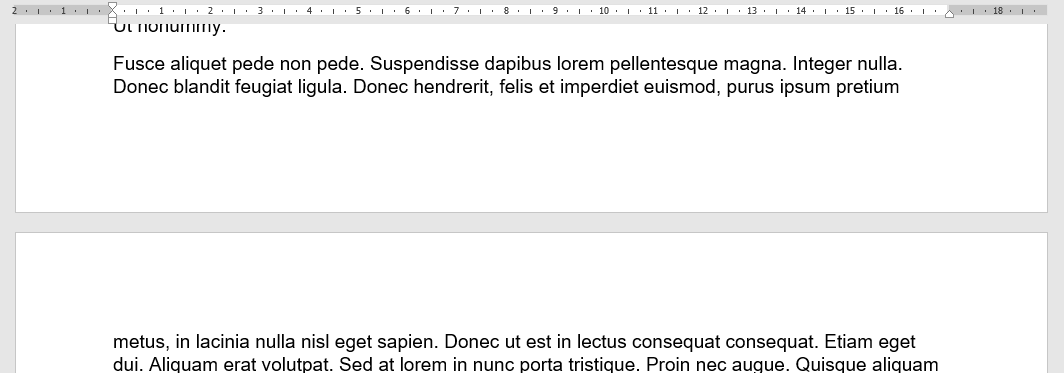 2 1 1 2 3 4 5 6 7 8 9 10 11 12 13 14 15 16 18
Ut nonummy.
Fusce aliquet pede non pede. Suspendisse dapibus lorem pellentesque magna. Integer nulla.
Donec blandit feugiat ligula. Donec hendrerit, felis et imperdiet euismod, purus ipsum pretium
metus, in lacinia nulla nisl eget sapien. Donec ut est in lectus consequat consequat. Etiam eget
dui. Aliquam erat volutpat. Sed at lorem in nunc porta tristique. Proin nec augue. Quisque aliquam